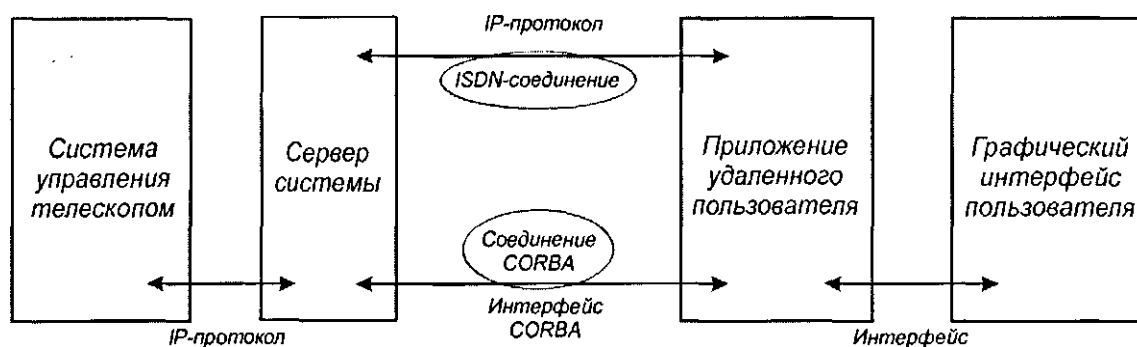 IP-протокол
ISDN-соединение
Система
управления
телескопом
Сервер
системы
Приложение
удаленного
пользователя
Графический
интерфейс
пользователя
Соединение
CORBA
IP-протокол
Интерфейс
CORBA
Интерфейс